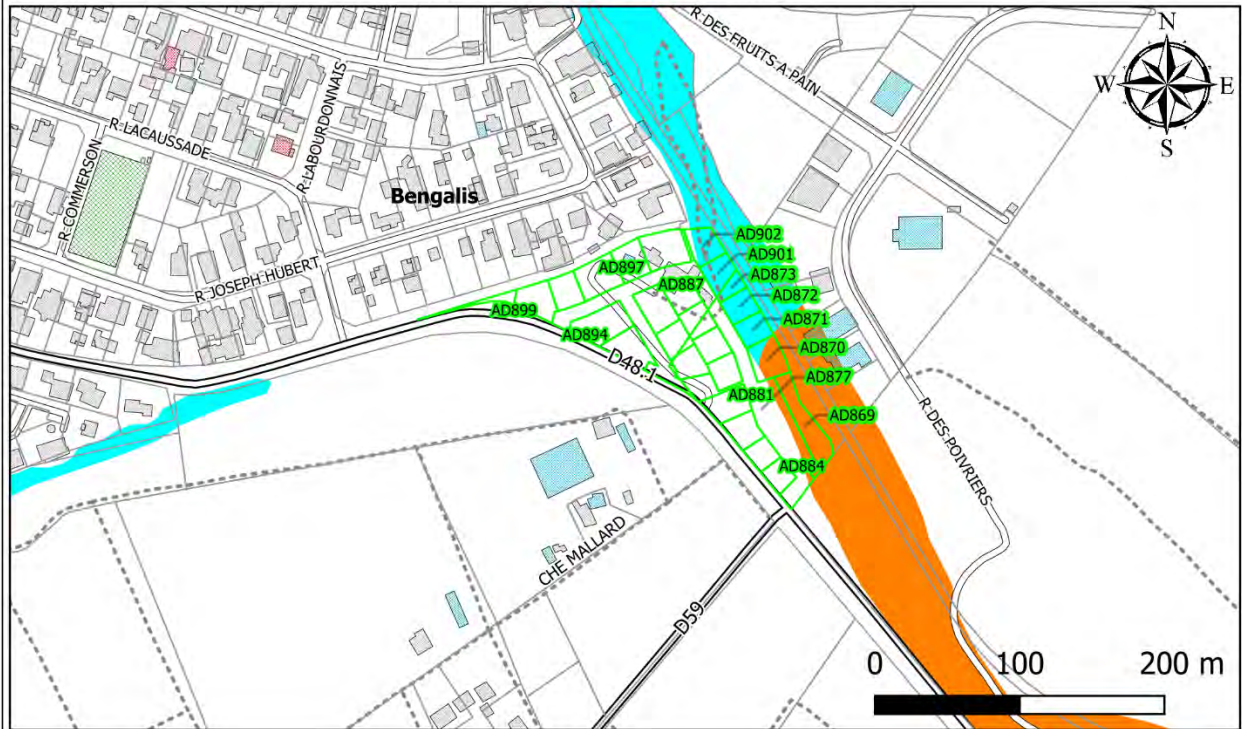 R.DES.FRUITS.A.PAIN
N
W
E
S
R.LACAUSSADE
R.LABOURDONNAIS
R.COMMERSON
Bengalis
R.JOSEPH.HUBERT
AD902
AD901
AD897
AD873
AD887
AD872
AD899
AD871
AD894
AD870
D48.1
AD877
AD881
AD869
R.DES.POIVRIERS
AD884
CHE MALLARD
D59
0 100 200 m